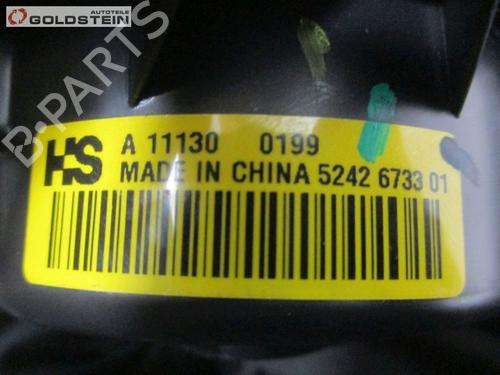 AUTOTEILE
GOLDSTEIN
B-PARTS
HS
A 11130 0199
MADE IN CHINA 5242 6733 01